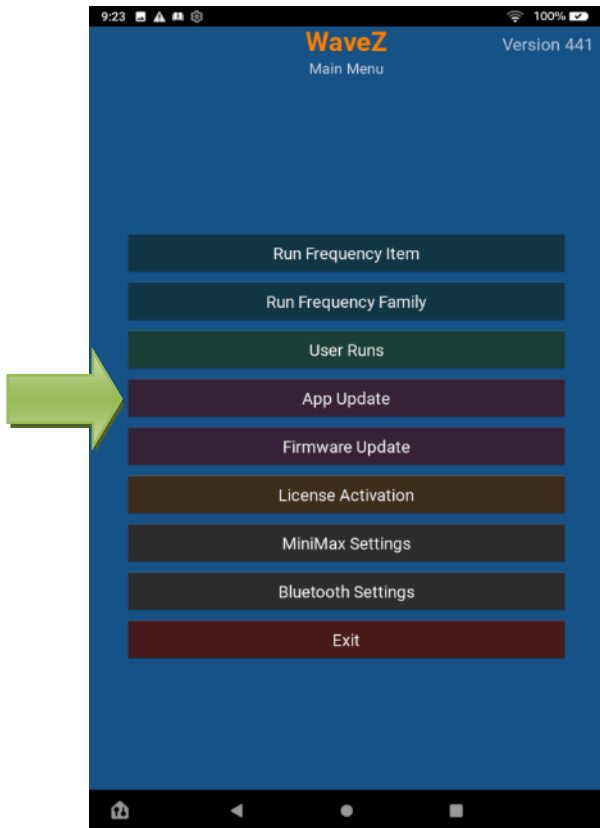 9:23 100%
WaveZ Version 441
Main Menu
Run Frequency Item
Run Frequency Family
User Runs
App Update
Firmware Update
License Activation
MiniMax Settings
Bluetooth Settings
Exit